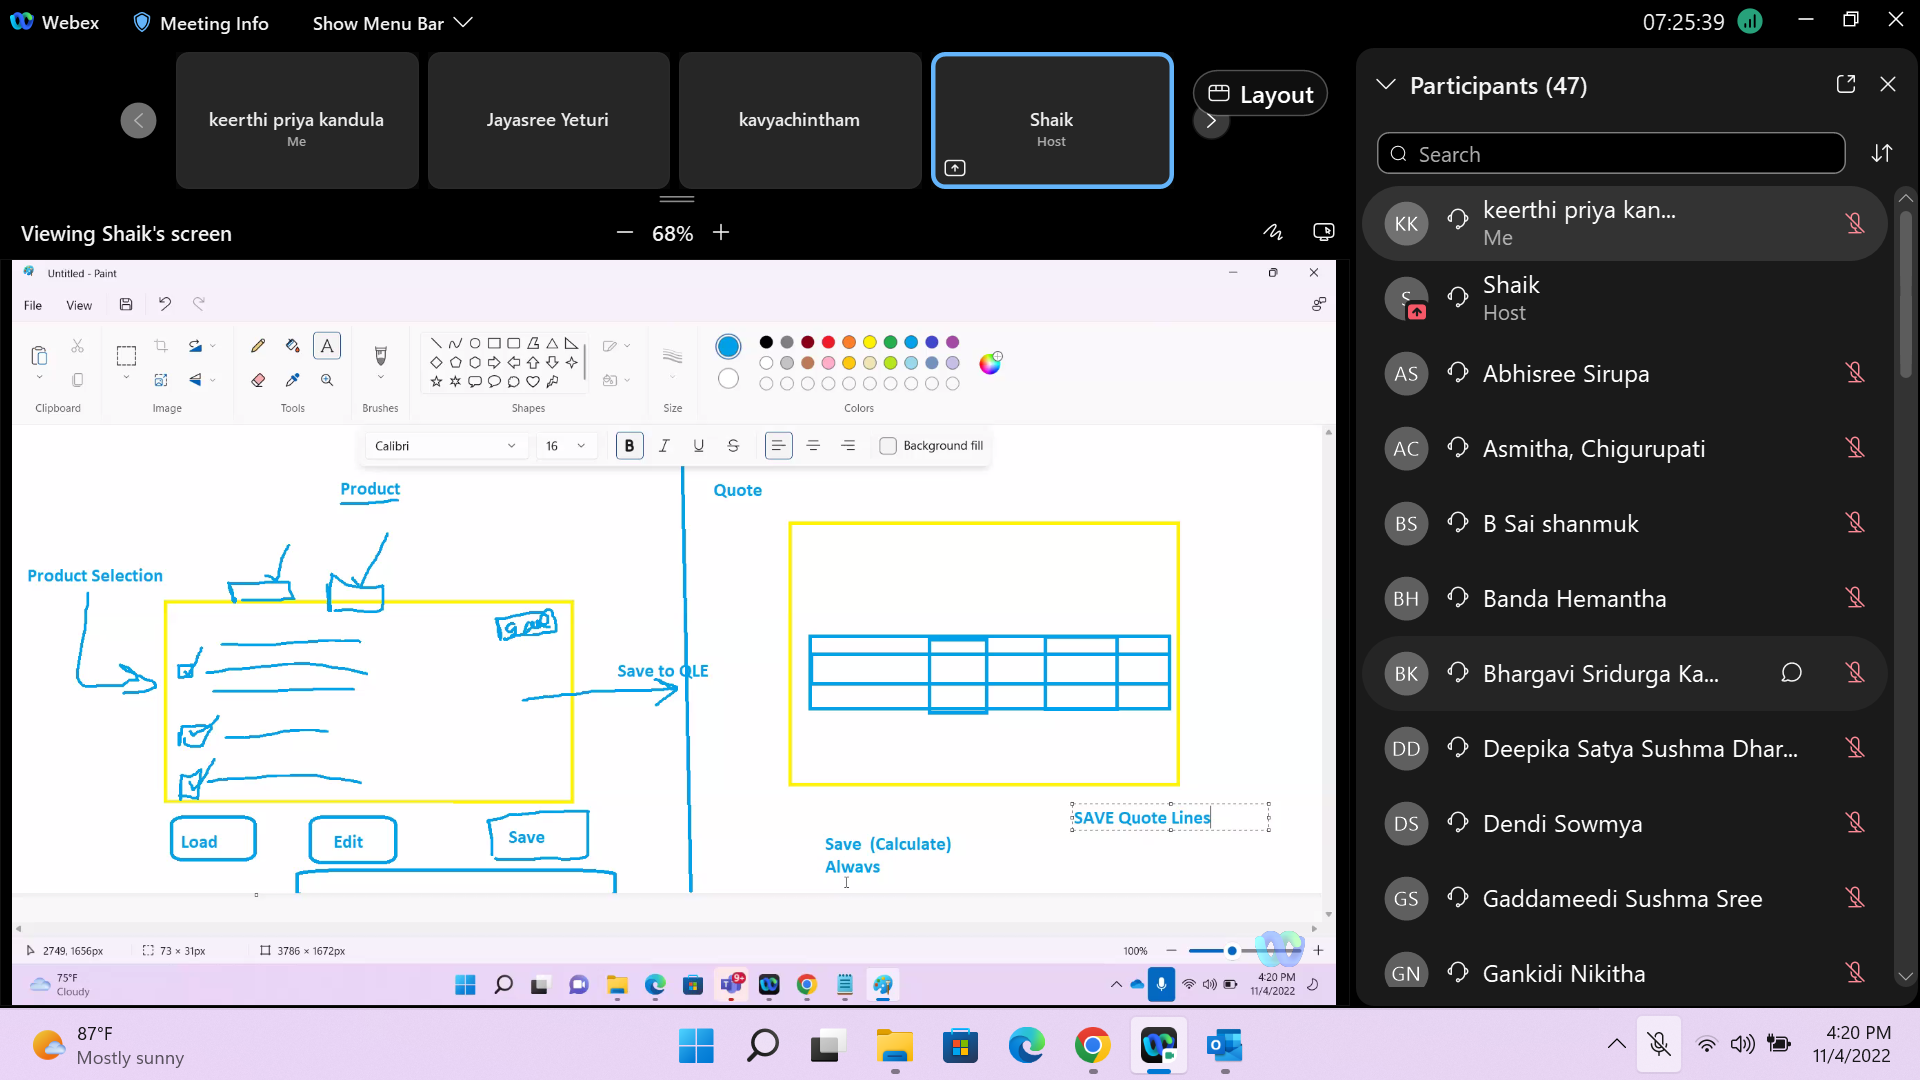 Webex
Meeting Info
Show Menu Bar
07:25:39
keerthi priya kandula
Me
Jayasree Yeturi
kavyachintham
Shaik
Host
Layout
Viewing Shaik's screen
68%
Untitled - Paint
File
View
A
Clipboard
Image
Tools
Brushes
Shapes
Size
Colors
Calibri
16
B
I
U
S
Background fill
Product
Quote
Product Selection
Save to QLE
Load
Edit
Save
SAVE Quote Lines
Save (Calculate)
Always
2749, 1656px
73 × 31px
3786 × 1672px
100%
75°F
Cloudy
9+
4:20 PM
11/4/2022
Participants (47)
Search
KK
keerthi priya kan...
Me
S
Shaik
Host
AS
Abhisree Sirupa
AC
Asmitha, Chigurupati
BS
B Sai shanmuk
BH
Banda Hemantha
BK
Bhargavi Sridurga Ka...
DD
Deepika Satya Sushma Dhar...
DS
Dendi Sowmya
GS
Gaddameedi Sushma Sree
GN
Gankidi Nikitha
87°F
Mostly sunny
4:20 PM
11/4/2022